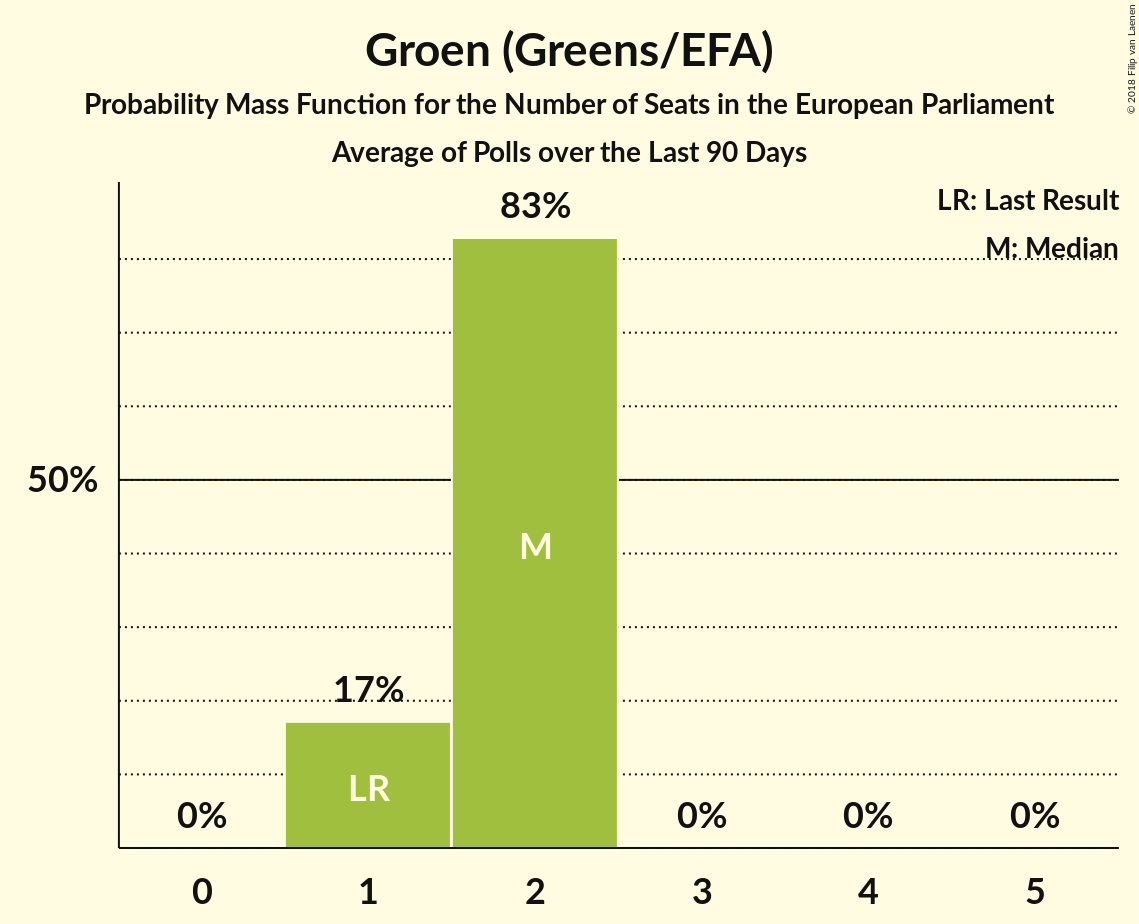 Groen (Greens/EFA)
Probability Mass Function for the Number of Seats in the European Parliament
Average of Polls over the Last 90 Days
© 2018 Filip van Laenen
LR: Last Result
M: Median
83%
50%
M
17%
LR
0%
0%
0%
0%
0 1 2 3 4 5